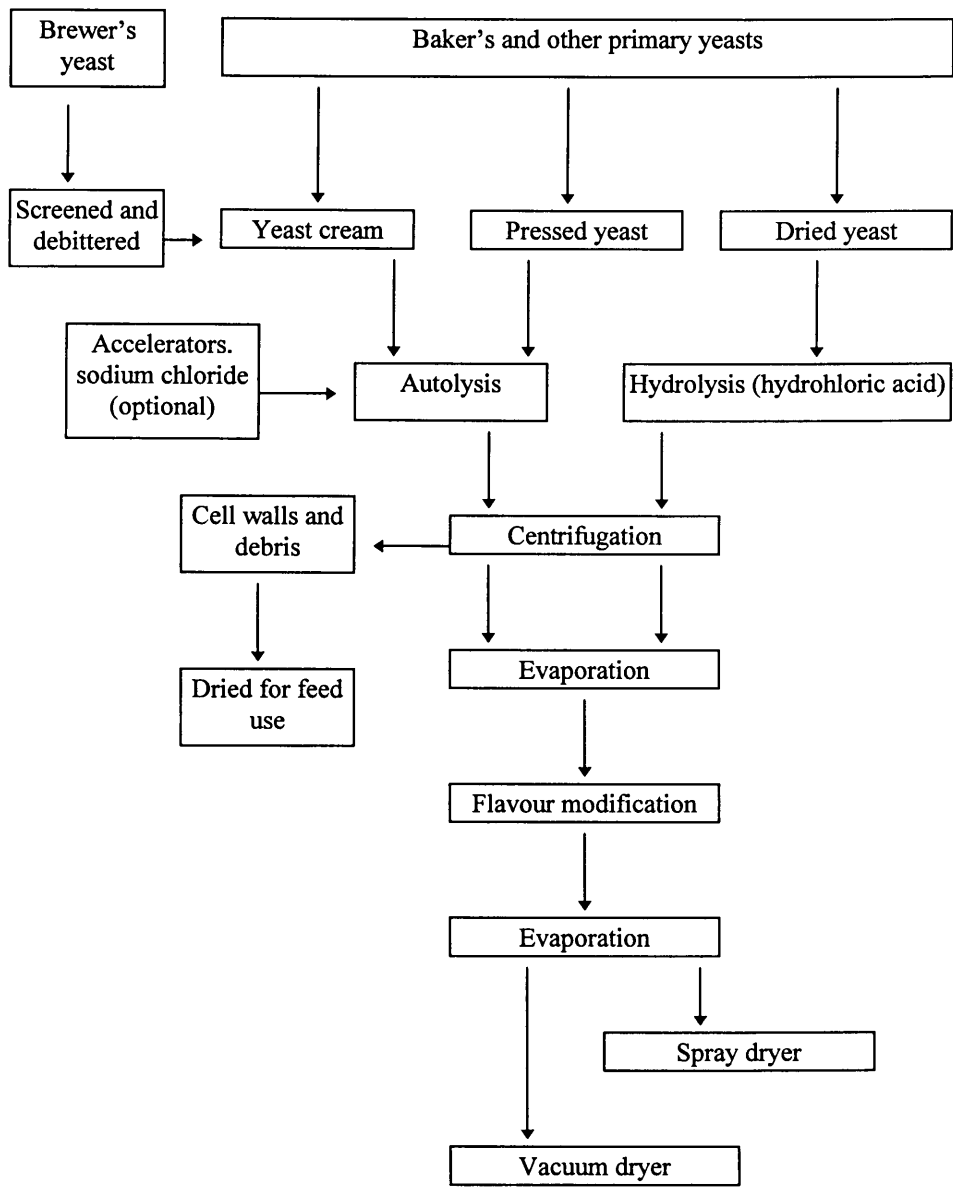 Brewer's
yeast
Baker's and other primary yeasts
Screened and
debittered
Yeast cream
Pressed yeast
Dried yeast
Accelerators.
sodium chloride
(optional)
Autolysis
Hydrolysis (hydrohloric acid)
Cell walls and
debris
Centrifugation
Dried for feed
use
Evaporation
Flavour modification
Evaporation
Spray dryer
Vacuum dryer